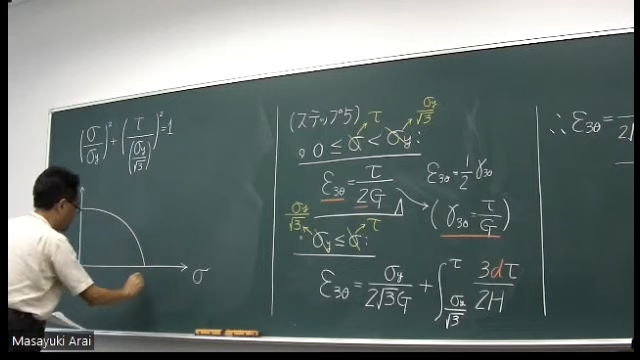 (σ/σy)² + (τ/(σy/√3))² = 1
σ
(ステップ5) τ σy/√3
。0 ≤ σ < σy:
ε3θ = τ/2G
ε3θ = 1/2 γ3θ
(γ3θ = τ/G)
σy/√3 τ
・σy ≤ σ:
ε3θ = σy/2√3G + ∫_{σy/√3}^{τ} 3dτ/2H
∴ ε3θ =
Masayuki Arai